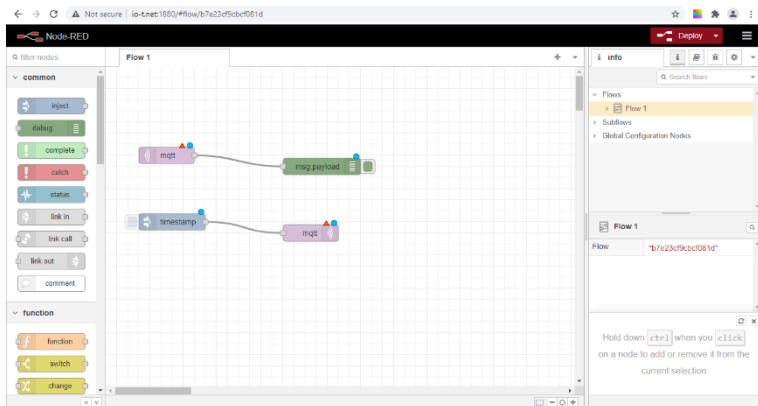 Not secure | io-t.net:1880/#flow/b7e23cf9cbcf081d
Node-RED
Deploy
filter nodes
Flow 1
info
i
common
Search flows
Flows
Flow 1
Subflows
Global Configuration Nodes
inject
debug
complete
catch
status
link in
link call
link out
comment
mqtt
msg.payload
timestamp
mqtt
Flow 1
Flow "b7e23cf9cbcf081d"
function
function
switch
change
Hold down ctrl when you click
on a node to add or remove it from the
current selection